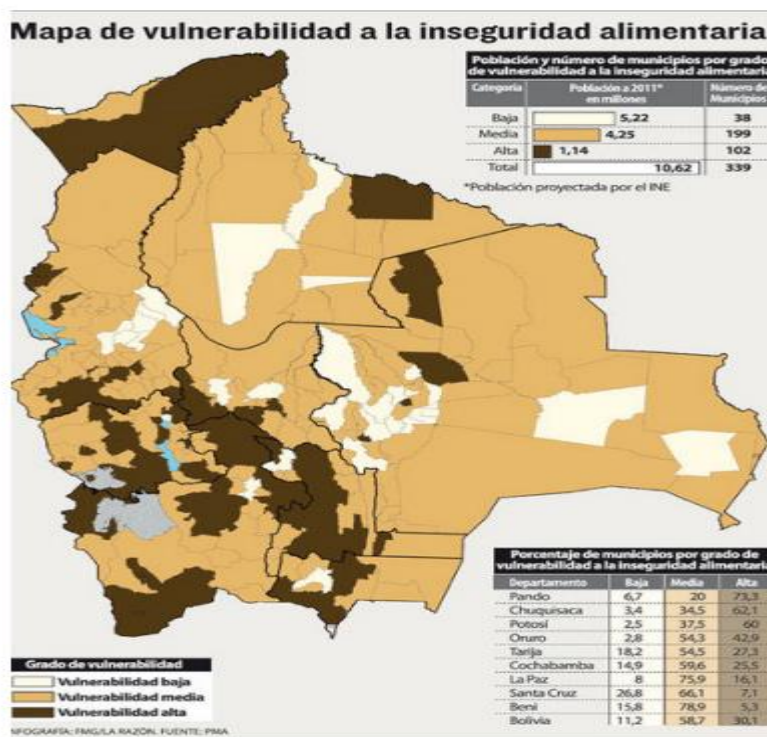 Mapa de vulnerabilidad a la inseguridad alimentaria
Población y número de municipios por grado
de vulnerabilidad a la inseguridad alimentaria
Categoría Población a 2011* en millones Número de Municipios
Baja 5,22 38
Media 4,25 199
Alta 1,14 102
Total 10,62 339
*Población proyectada por el INE
Porcentaje de municipios por grado de
vulnerabilidad a la inseguridad alimentaria
Departamento Baja Media Alta
Pando 6,7 20 73,3
Chuquisaca 3,4 34,5 62,1
Potosí 2,5 37,5 60
Oruro 2,8 54,3 42,9
Tarija 18,2 54,5 27,3
Cochabamba 14,9 59,6 25,5
La Paz 8 75,9 16,1
Santa Cruz 26,8 66,1 7,1
Beni 15,8 78,9 5,3
Bolivia 11,2 58,7 30,1
Grado de vulnerabilidad
Vulnerabilidad baja
Vulnerabilidad media
Vulnerabilidad alta
NFOGRAFÍA: FMG/LA RAZÓN. FUENTE: PMA